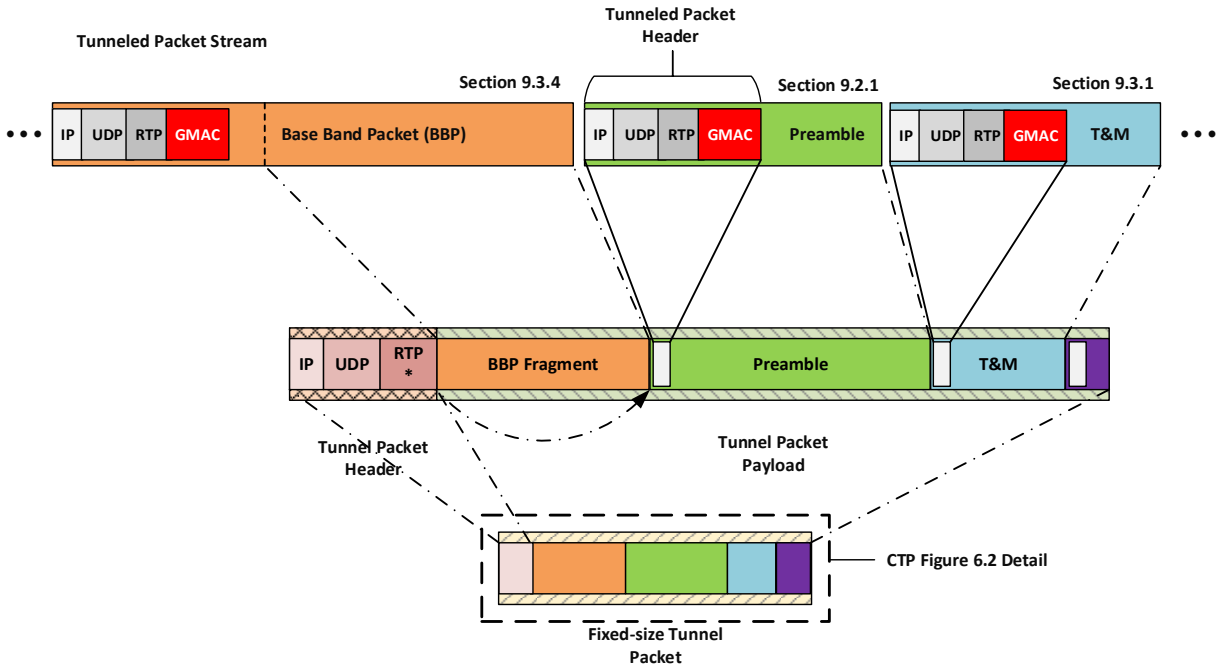 Tunneled Packet Stream
Tunneled Packet
Header
Section 9.3.4
Section 9.2.1
Section 9.3.1
••• IP UDP RTP GMAC Base Band Packet (BBP) IP UDP RTP GMAC Preamble IP UDP RTP GMAC T&M •••
IP UDP RTP
*
BBP Fragment
Preamble
T&M
Tunnel Packet
Header
Tunnel Packet
Payload
CTP Figure 6.2 Detail
Fixed-size Tunnel
Packet